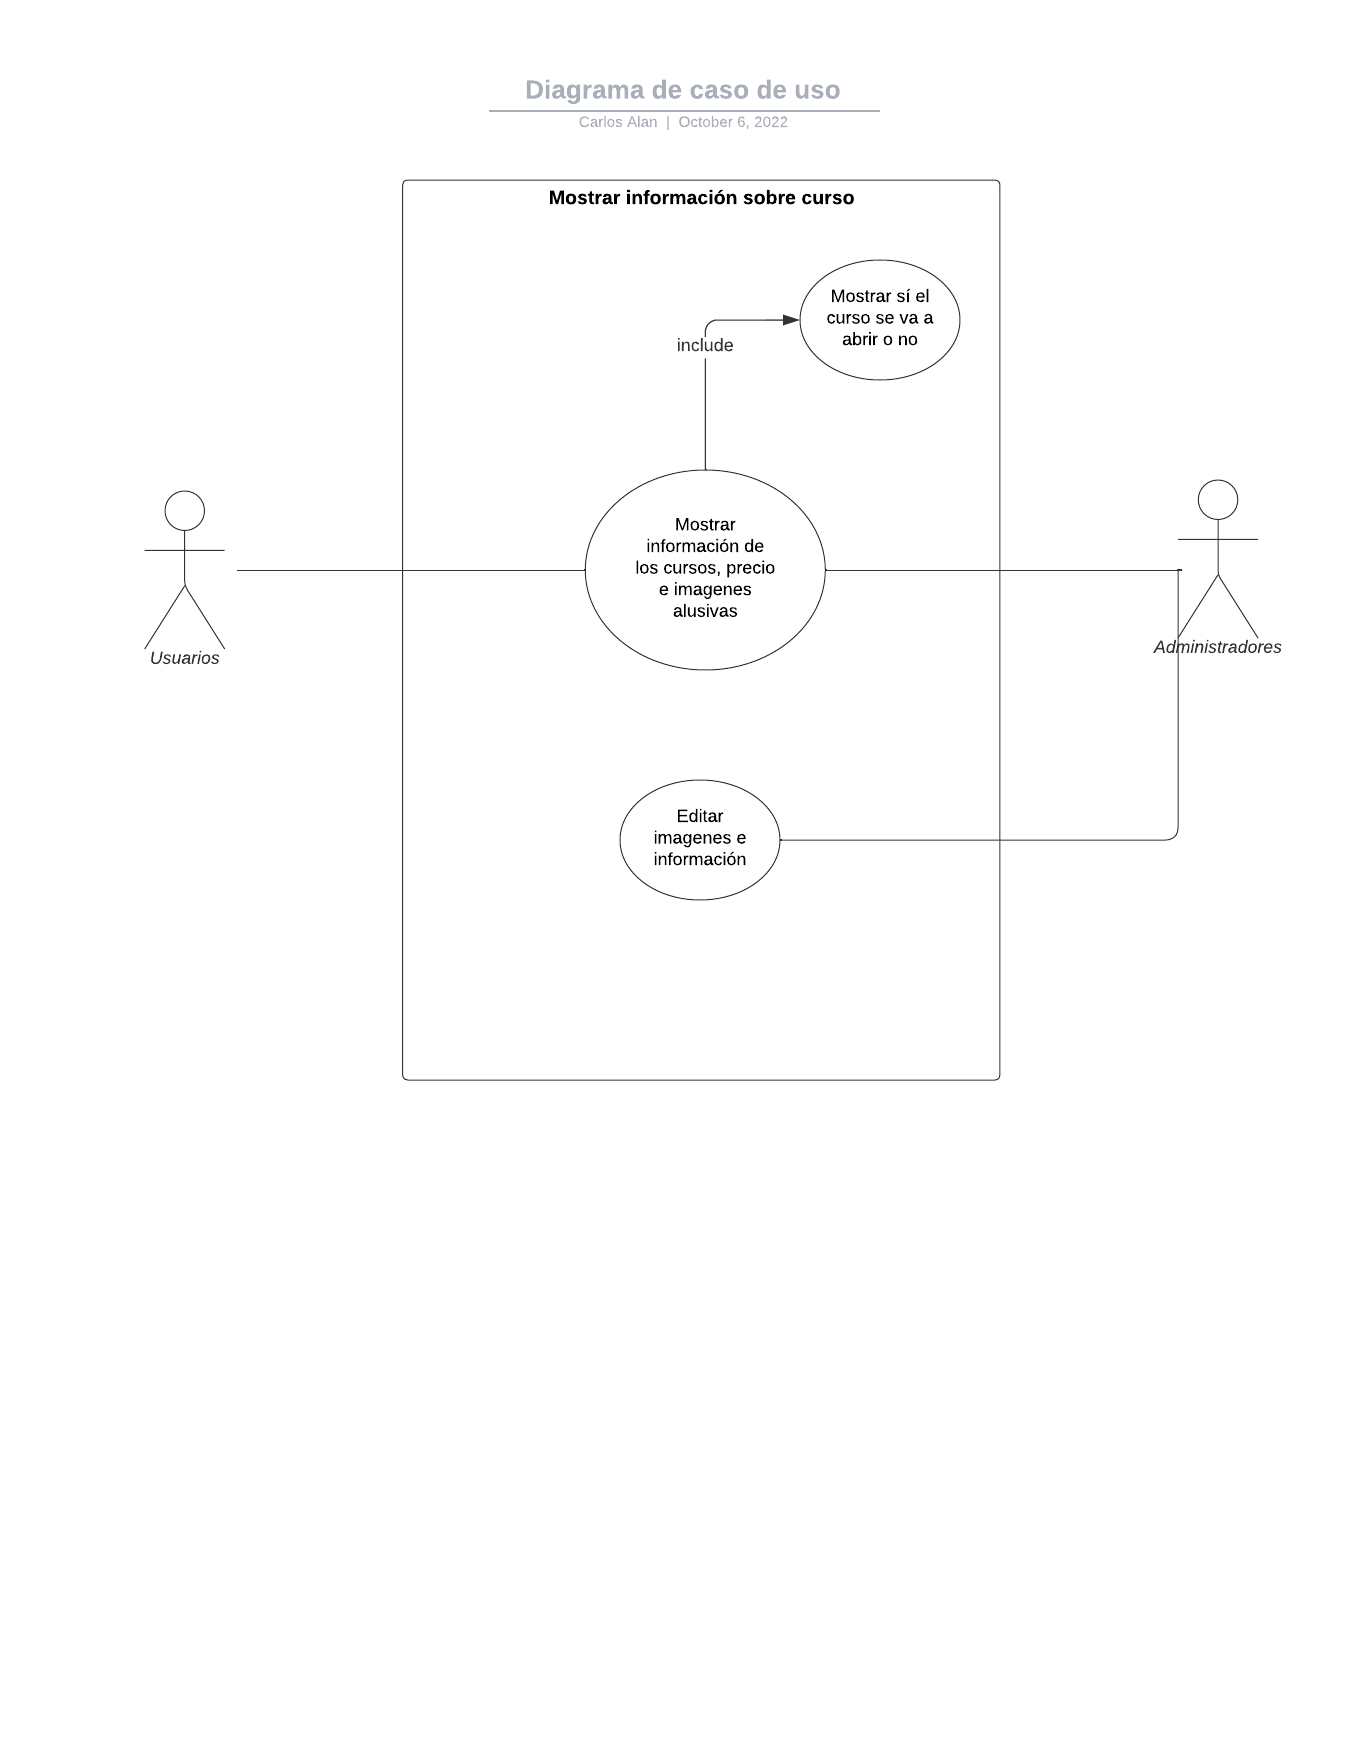 Diagrama de caso de uso
Carlos Alan | October 6, 2022
Mostrar información sobre curso
Mostrar sí el
curso se va a
abrir o no
include
Mostrar
información de
los cursos, precio
e imagenes
alusivas
Usuarios
Administradores
Editar
imagenes e
información